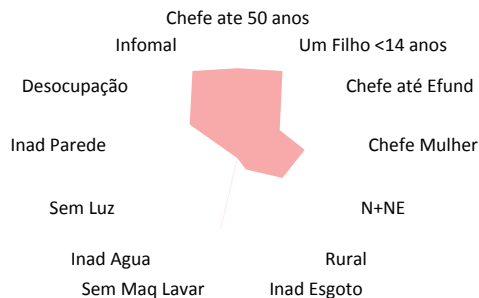 Chefe ate 50 anos
Infomal
Um Filho <14 anos
Desocupação
Chefe até Efund
Inad Parede
Chefe Mulher
Sem Luz
N+NE
Inad Agua
Rural
Sem Maq Lavar
Inad Esgoto